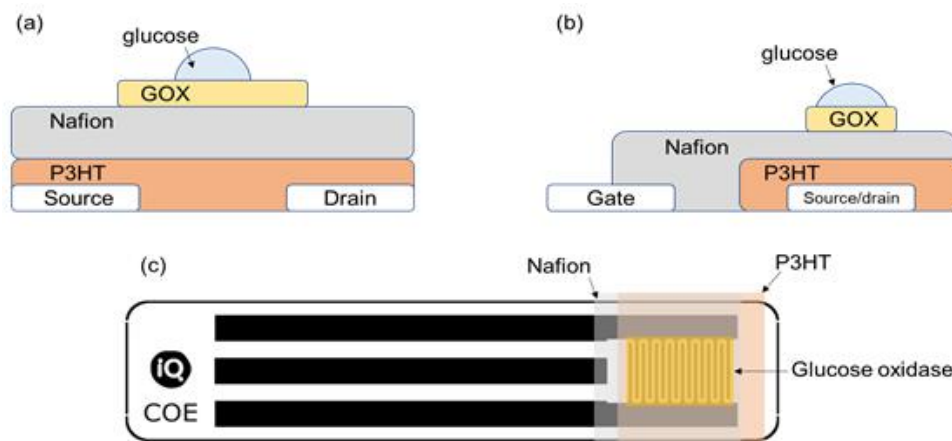 (a)
glucose
GOX
Nafion
P3HT
Source
Drain
(b)
glucose
GOX
Nafion
P3HT
Gate
Source/drain
(c)
Nafion
P3HT
iQ
COE
Glucose oxidase